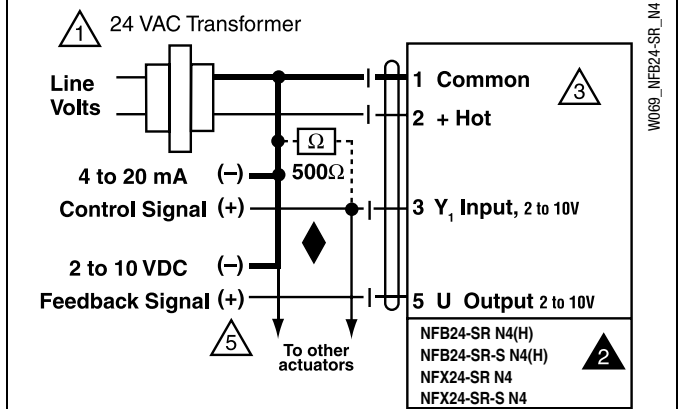 1 24 VAC Transformer
W069_NFB24-SR_N4
Line
Volts
1 Common
3
2 + Hot
Ω
500Ω
4 to 20 mA (–)
Control Signal (+)
3 Y₁ Input, 2 to 10V
2 to 10 VDC (–)
Feedback Signal (+)
5 U Output 2 to 10V
5
To other
actuators
NFB24-SR N4(H)
NFB24-SR-S N4(H)
NFX24-SR N4
NFX24-SR-S N4
2